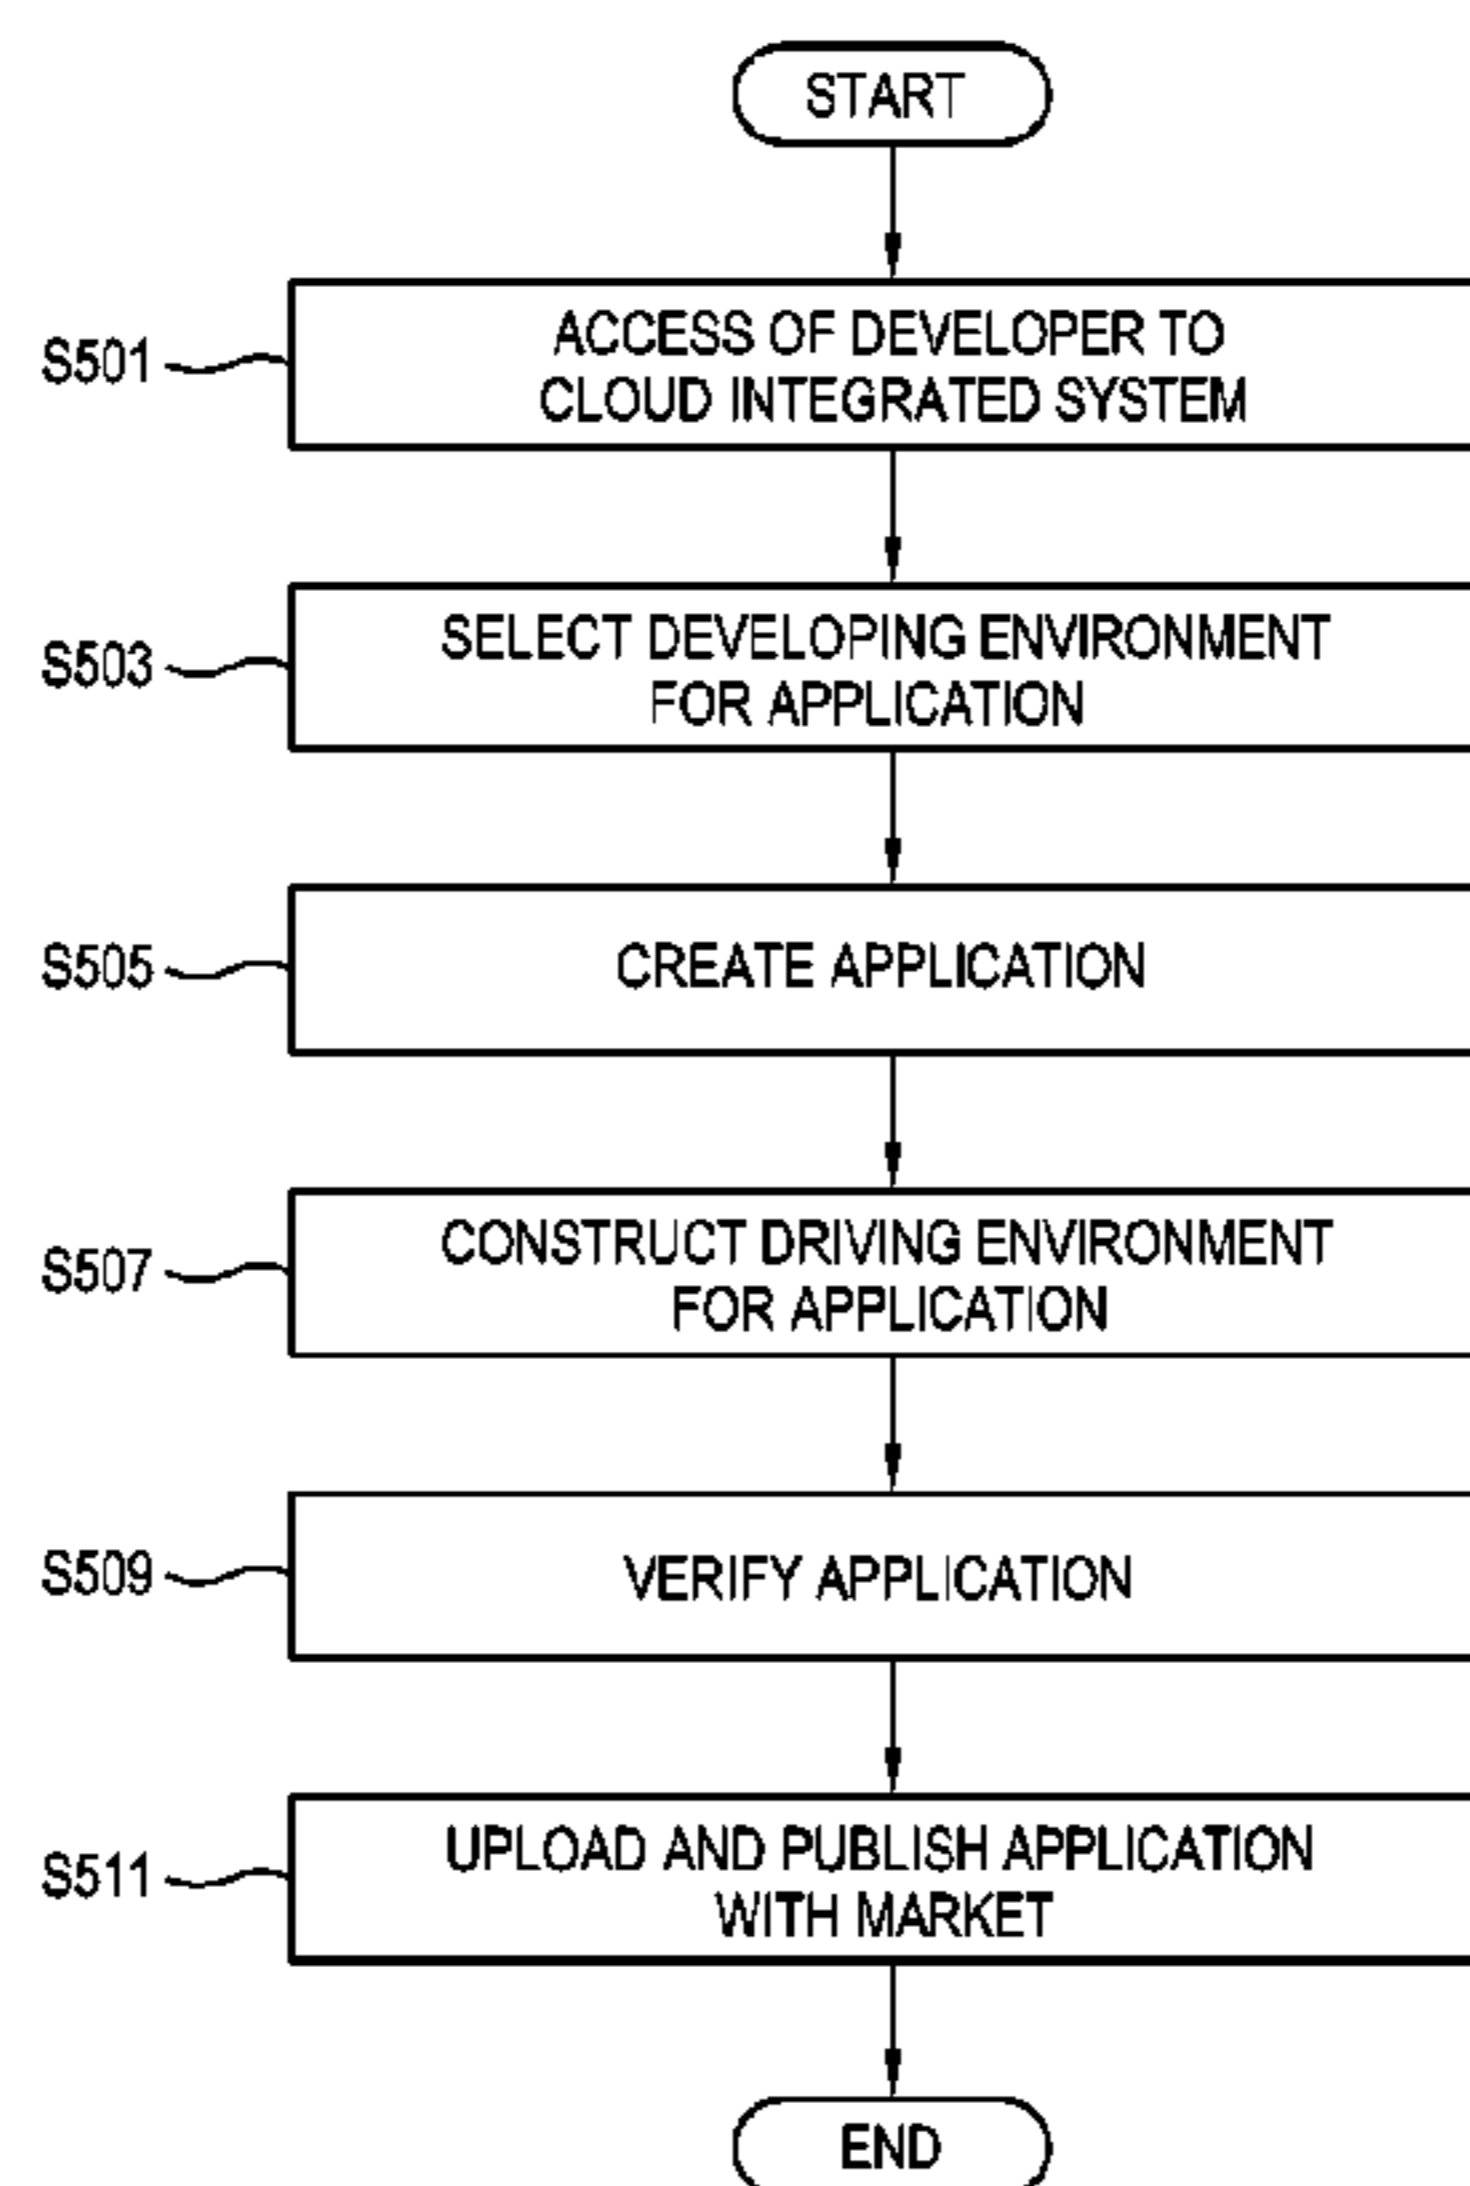 START
S501
ACCESS OF DEVELOPER TO
CLOUD INTEGRATED SYSTEM
S503
SELECT DEVELOPING ENVIRONMENT
FOR APPLICATION
S505
CREATE APPLICATION
S507
CONSTRUCT DRIVING ENVIRONMENT
FOR APPLICATION
S509
VERIFY APPLICATION
S511
UPLOAD AND PUBLISH APPLICATION
WITH MARKET
END